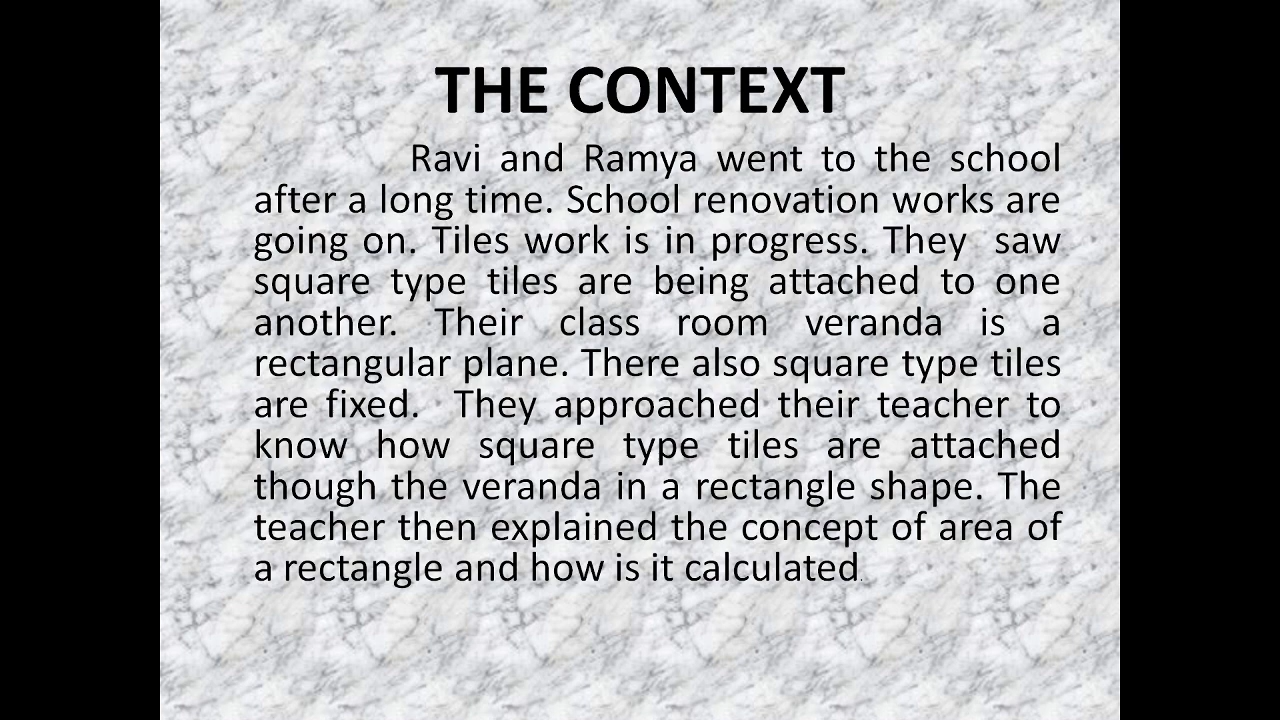 THE CONTEXT
Ravi and Ramya went to the school
after a long time. School renovation works are
going on. Tiles work is in progress. They  saw
square type tiles are being attached to one
another. Their class room veranda is a
rectangular plane. There also square type tiles
are fixed.  They approached their teacher to
know how square type tiles are attached
though the veranda in a rectangle shape. The
teacher then explained the concept of area of
a rectangle and how is it calculated.